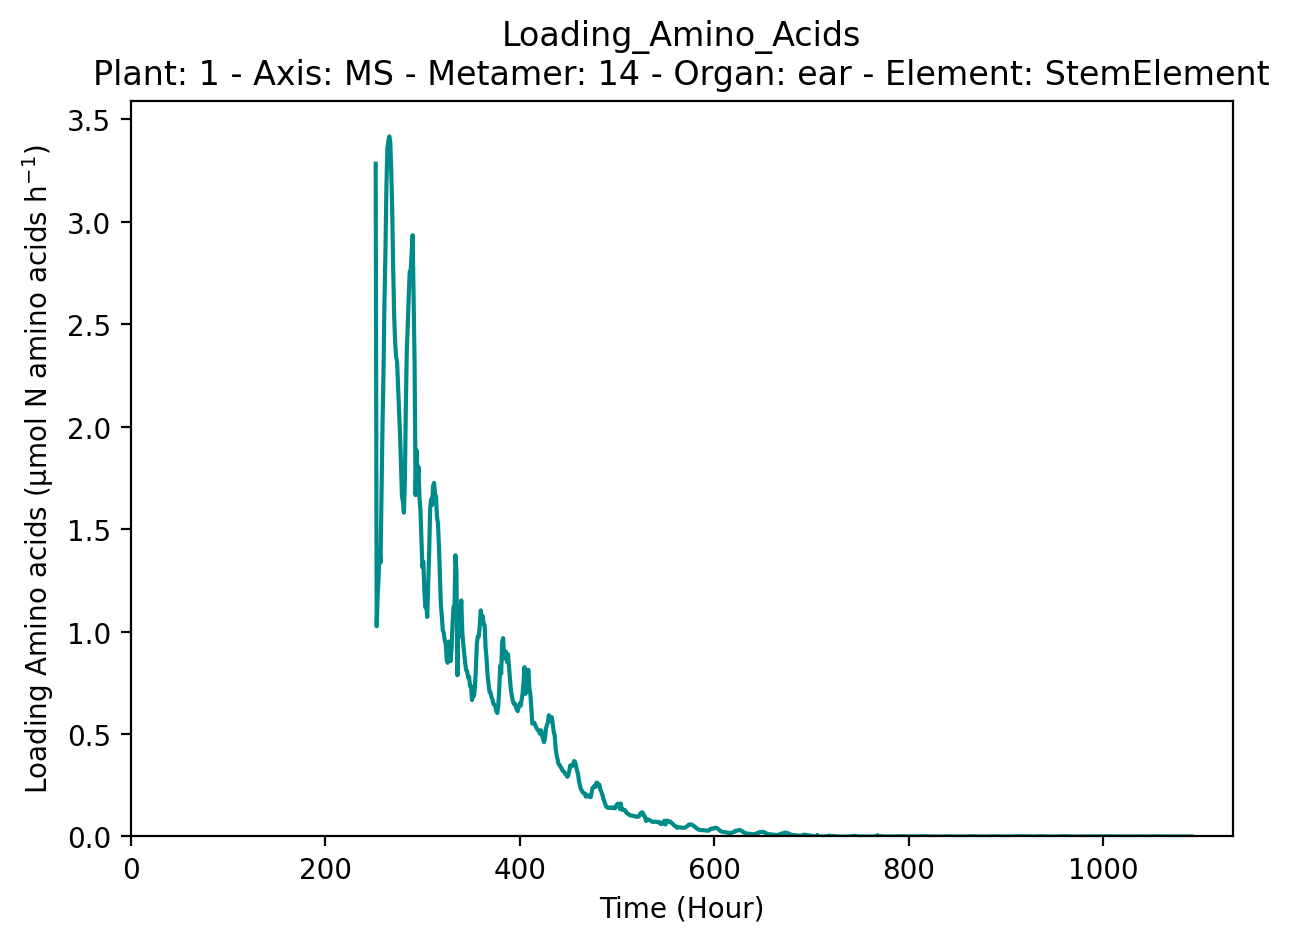 Loading_Amino_Acids
Plant: 1 - Axis: MS - Metamer: 14 - Organ: ear - Element: StemElement
Loading Amino acids (µmol N amino acids h⁻¹)
3.5
3.0
2.5
2.0
1.5
1.0
0.5
0.0
0 200 400 600 800 1000
Time (Hour)